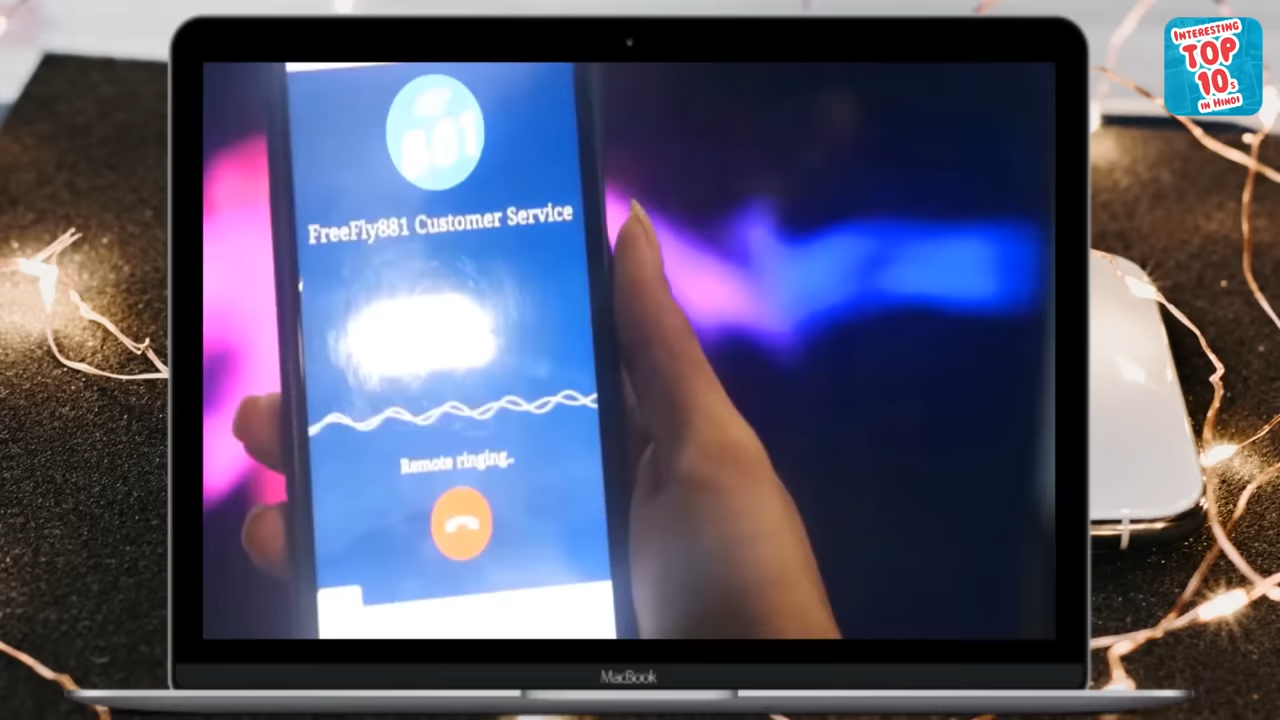 INTERESTING
TOP
10s
IN HINDI
881
FreeFly881 Customer Service
Remote ringing..
MacBook